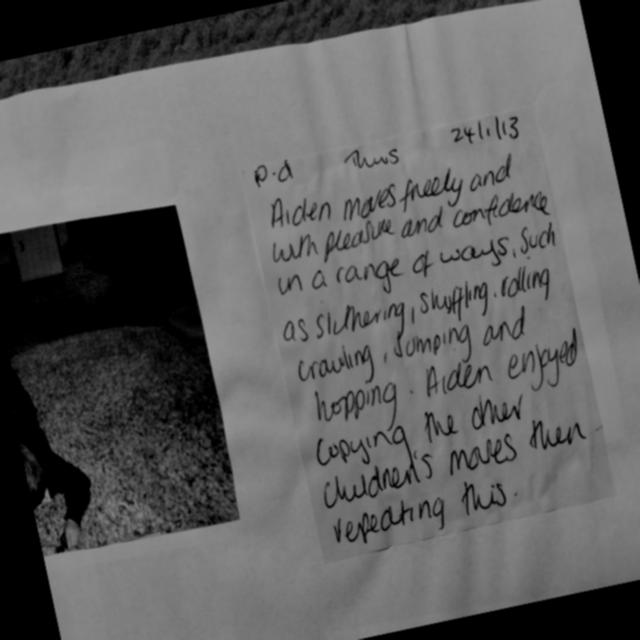 p.d Thurs 24/1/13
Aiden moves freely and
with pleasure and confidence
in a range of ways, such
as slithering, shuffling, rolling
crawling, Jumping and
hopping. Aiden enjoyed
copying the other
children's moves then
repeating this.